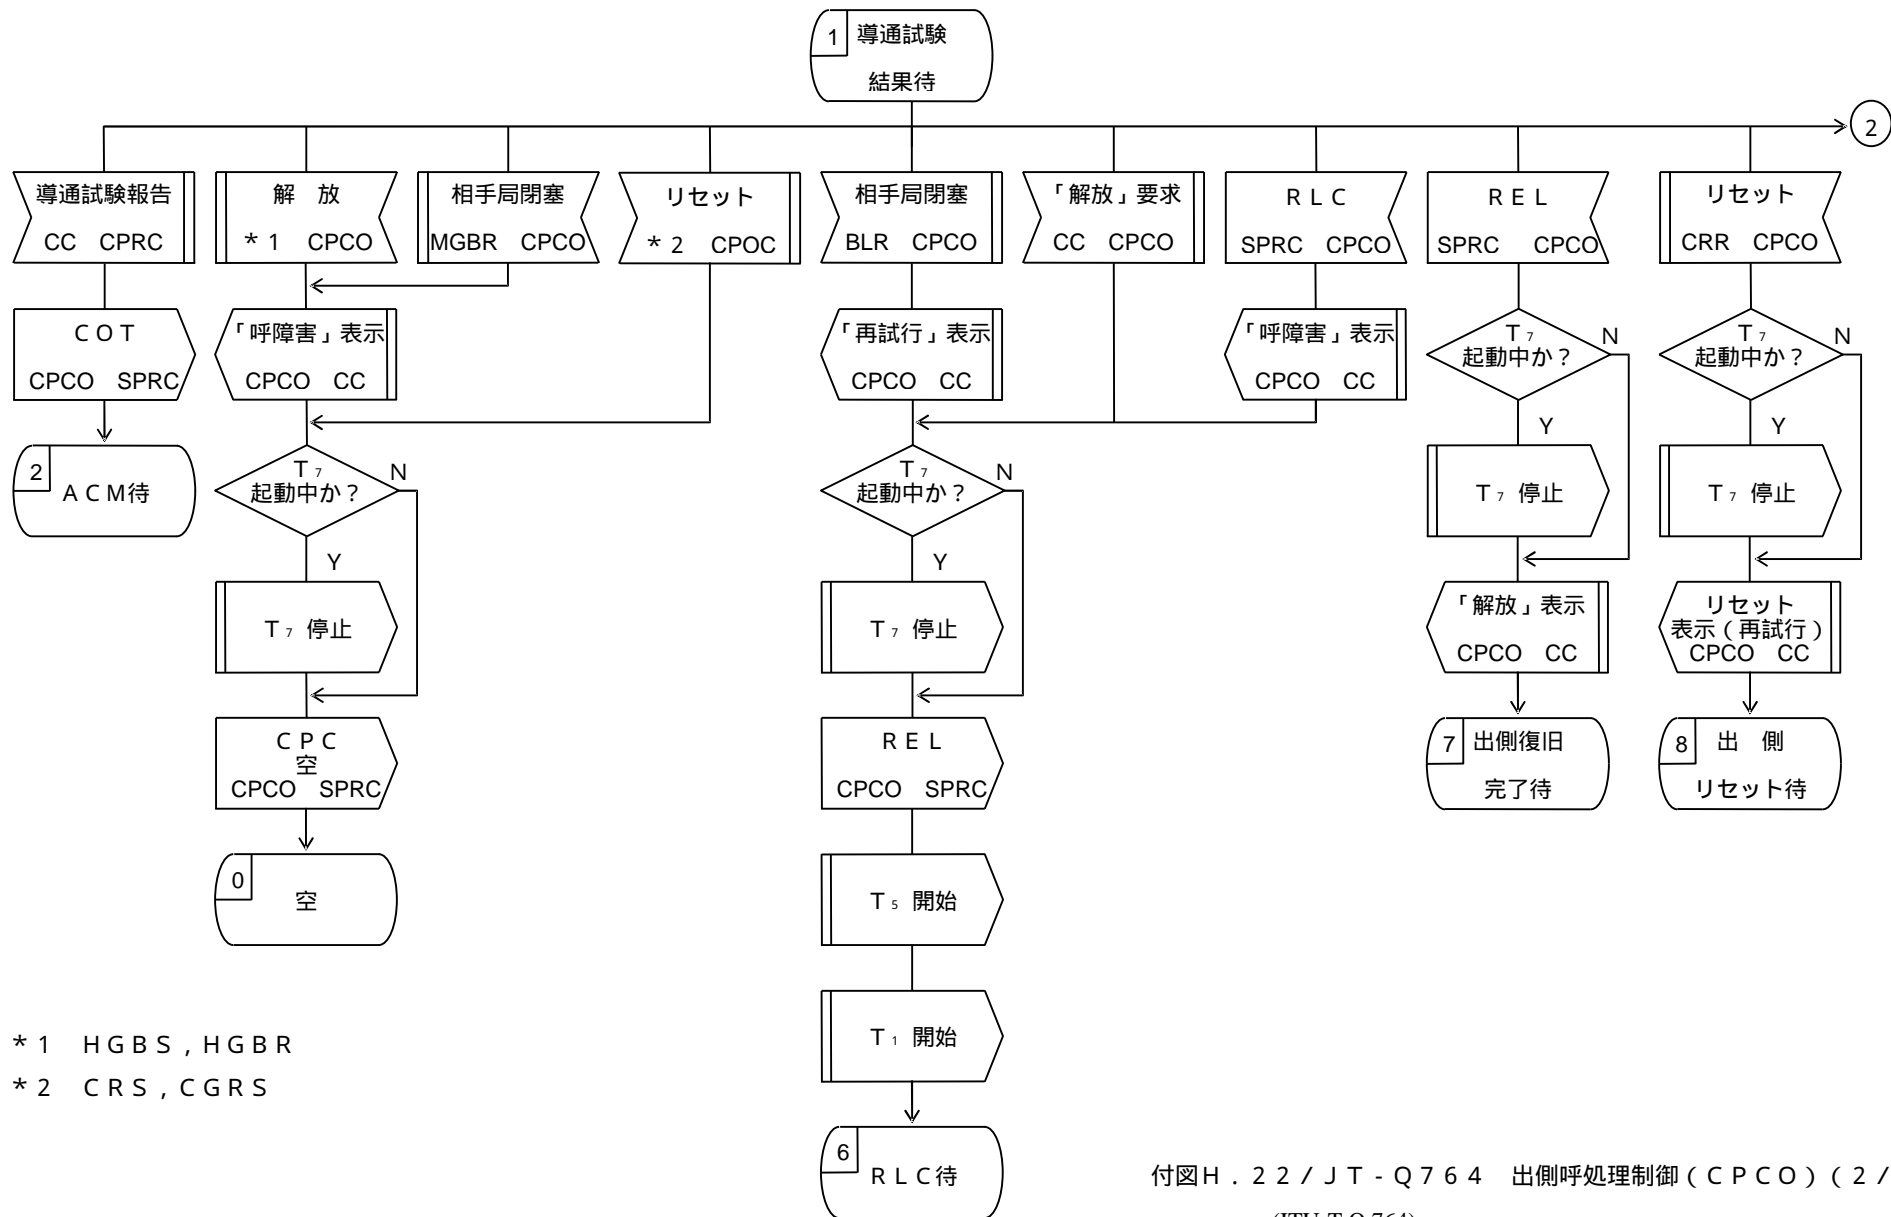 1
導通試験
結果待
2
導通試験報告
CC CPRC
解 放
*1 CPCO
相手局閉塞
MGBR CPCO
リセット
*2 CPOC
相手局閉塞
BLR CPCO
「解放」要求
CC CPCO
RLC
SPRC CPCO
REL
SPRC CPCO
リセット
CRR CPCO
COT
CPCO SPRC
「呼障害」表示
CPCO CC
「再試行」表示
CPCO CC
「呼障害」表示
CPCO CC
T₇
起動中か?
N
Y
T₇
起動中か?
N
Y
2
ACM待
T₇
起動中か?
N
Y
T₇
起動中か?
N
Y
T₇ 停止
T₇ 停止
T₇ 停止
T₇ 停止
「解放」表示
CPCO CC
リセット
表示(再試行)
CPCO CC
CPC
空
CPCO SPRC
REL
CPCO SPRC
7
出側復旧
完了待
8
出 側
リセット待
0
空
T₅ 開始
T₁ 開始
*1 HGBS,HGBR
*2 CRS,CGRS
6
RLC待
付図H.22/JT-Q764 出側呼処理制御(CPCO)(2/